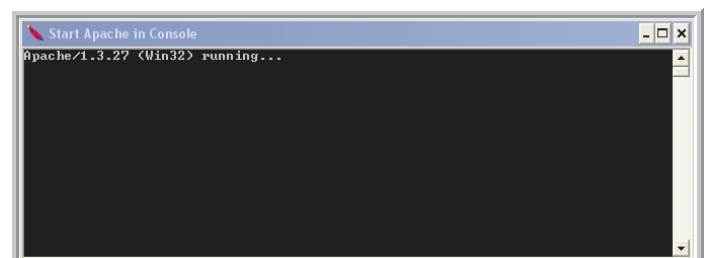 Start Apache in Console
Apache/1.3.27 (Win32) running...